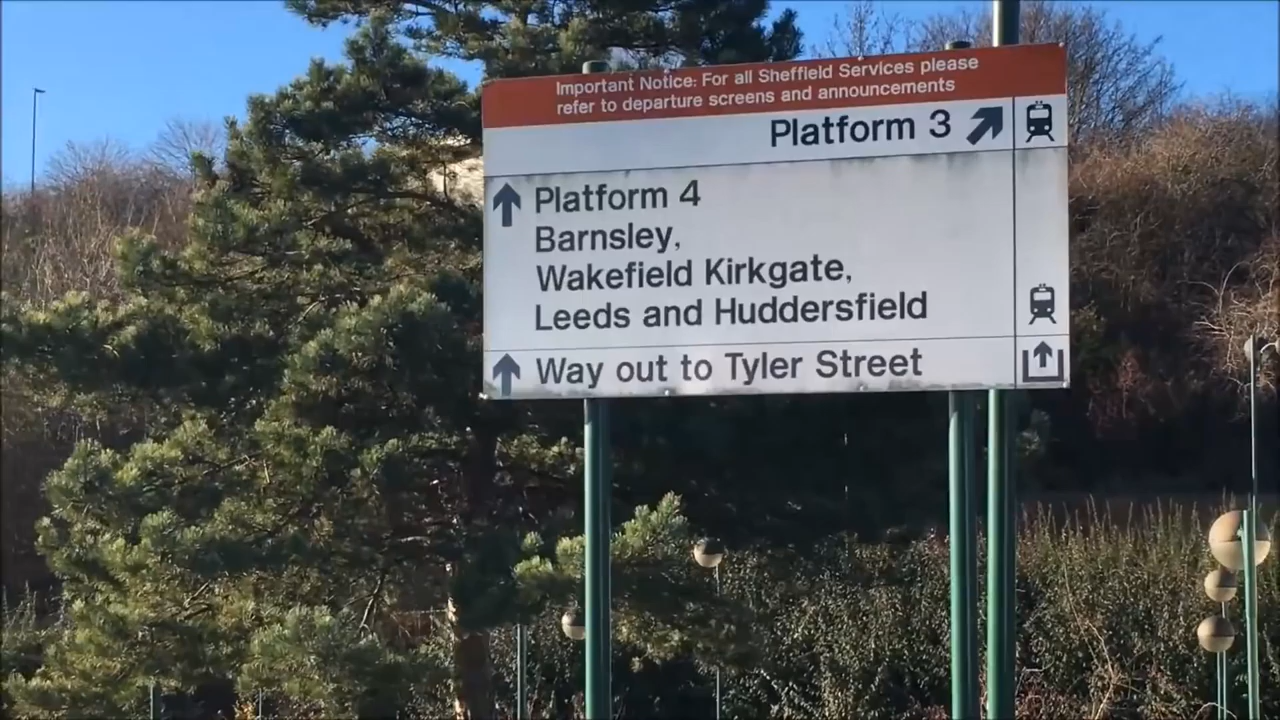 Important Notice: For all Sheffield Services please
refer to departure screens and announcements
Platform 3
Platform 4
Barnsley,
Wakefield Kirkgate,
Leeds and Huddersfield
Way out to Tyler Street